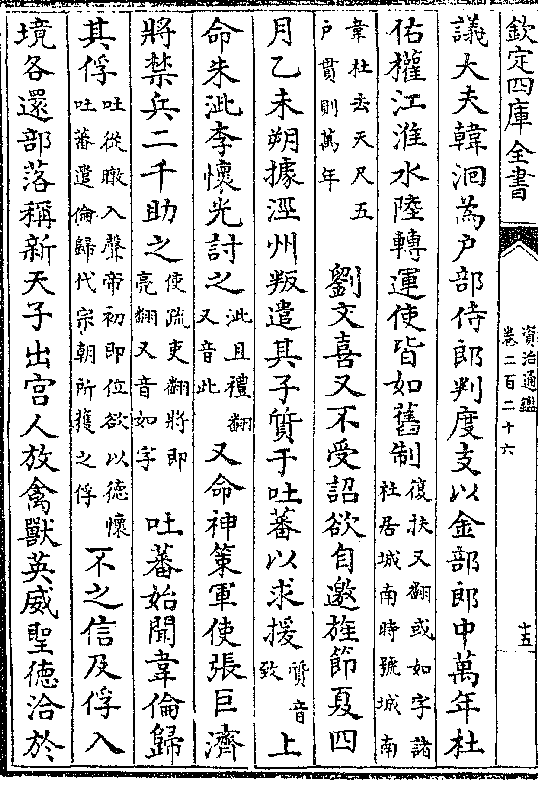 欽定四庫全書
資治通鑑
卷二百二十六
十五
議大夫韓洄為戶部侍郎判度支以金部郎中萬年杜
佑權江淮水陸轉運使皆如舊制復扶又翻或如字諸杜居城南時號城南
韋杜去天尺五戶貫則萬年 劉文喜又不受詔欲自邀旌節夏四
月乙未朔據涇州叛遣其子質于吐蕃以求援質音致上
命朱泚李懷光討之泚且禮翻又音此又命神策軍使張巨濟
將禁兵二千助之使疏吏翻將即亮翻又音如字 吐蕃始聞韋倫歸
其俘吐從暾入聲帝初即位欲以德懷吐蕃遣倫歸代宗朝所獲之俘不之信及俘入
境各還部落稱新天子出宮人放禽獸英威聖德洽於